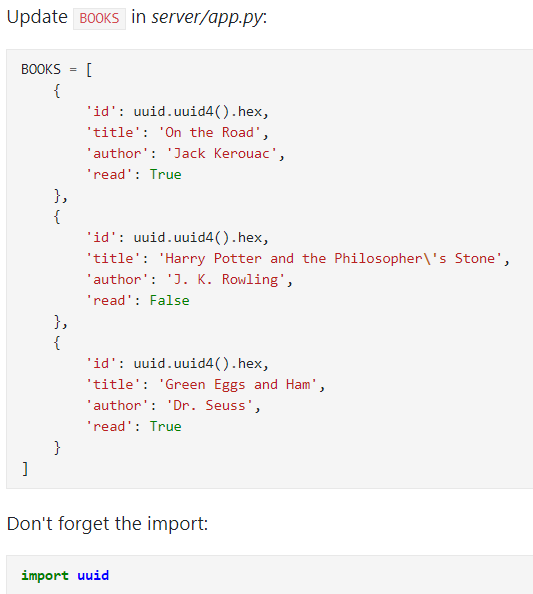 Update BOOKS in server/app.py:
BOOKS = [
    {
        'id': uuid.uuid4().hex,
        'title': 'On the Road',
        'author': 'Jack Kerouac',
        'read': True
    },
    {
        'id': uuid.uuid4().hex,
        'title': 'Harry Potter and the Philosopher\'s Stone',
        'author': 'J. K. Rowling',
        'read': False
    },
    {
        'id': uuid.uuid4().hex,
        'title': 'Green Eggs and Ham',
        'author': 'Dr. Seuss',
        'read': True
    }
]
Don't forget the import:
import uuid